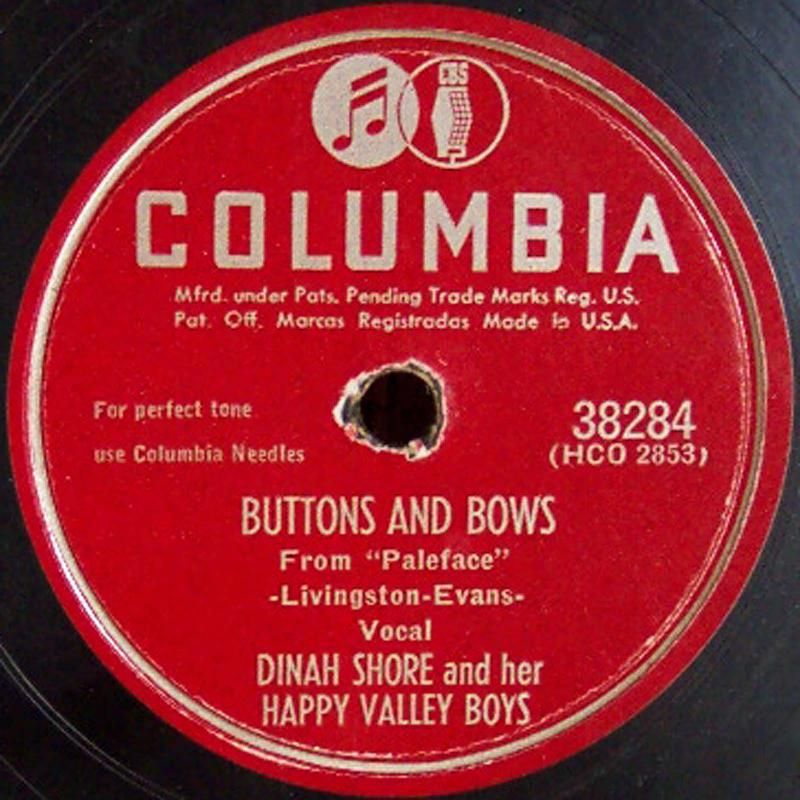 CBS
COLUMBIA
Mfrd. under Pats. Pending Trade Marks Reg. U.S.
Pat. Off. Marcas Registradas Made in U.S.A.
For perfect tone
use Columbia Needles
38284
(HCO 2853)
BUTTONS AND BOWS
From "Paleface"
-Livingston-Evans-
Vocal
DINAH SHORE and her
HAPPY VALLEY BOYS